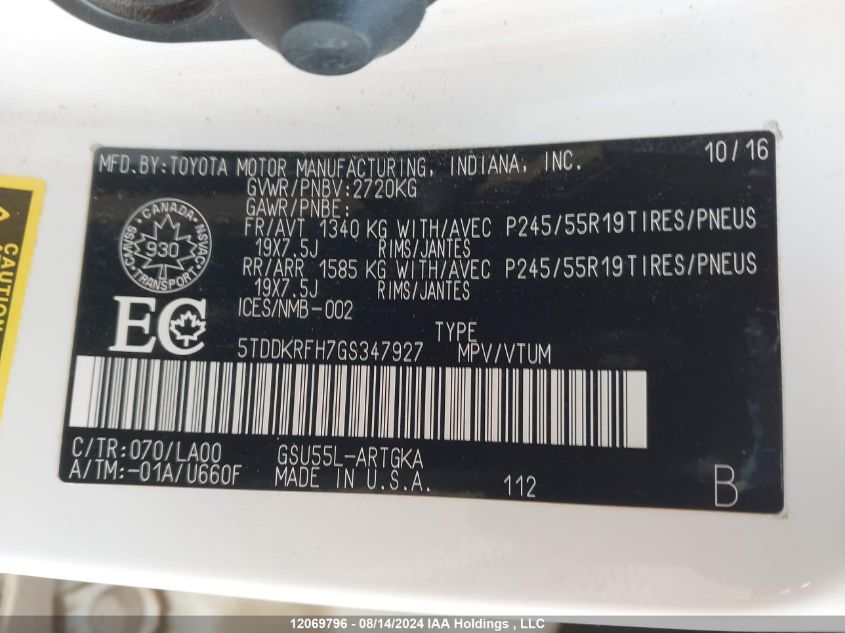 MFD.BY:TOYOTA MOTOR MANUFACTURING, INDIANA, INC. 10/16
GVWR/PNBV:2720KG
GAWR/PNBE:
FR/AVT 1340 KG WITH/AVEC P245/55R19TIRES/PNEUS
19X7.5J RIMS/JANTES
RR/ARR 1585 KG WITH/AVEC P245/55R19TIRES/PNEUS
19X7.5J RIMS/JANTES
ICES/NMB-002
CANADA
SMVSS NSVAC
930
TRANSPORT
EC
TYPE
5TDDKRFH7GS347927 MPV/VTUM
C/TR:070/LA00 GSU55L-ARTGKA
A/TM:-01A/U660F MADE IN U.S.A. 112 B
12069796 - 08/14/2024 IAA Holdings , LLC